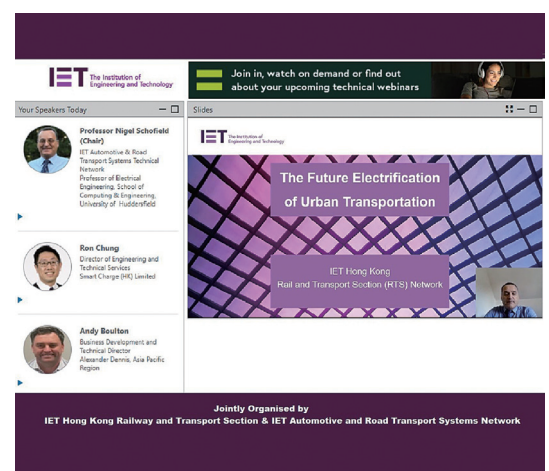 IET The Institution of
Engineering and Technology
Join in, watch on demand or find out
about your upcoming technical webinars
Your Speakers Today
Slides
Professor Nigel Schofield
(Chair)
IET Automotive & Road
Transport Systems Technical
Network
Professor of Electrical
Engineering, School of
Computing & Engineering,
University of Huddersfield
Ron Chung
Director of Engineering and
Technical Services
Smart Charge (HK) Limited
Andy Boulton
Business Development and
Technical Director
Alexander Dennis, Asia Pacific
Region
IET The Institution of
Engineering and Technology
The Future Electrification
of Urban Transportation
IET Hong Kong
Rail and Transport Section (RTS) Network
Jointly Organised by
IET Hong Kong Railway and Transport Section & IET Automotive and Road Transport Systems Network